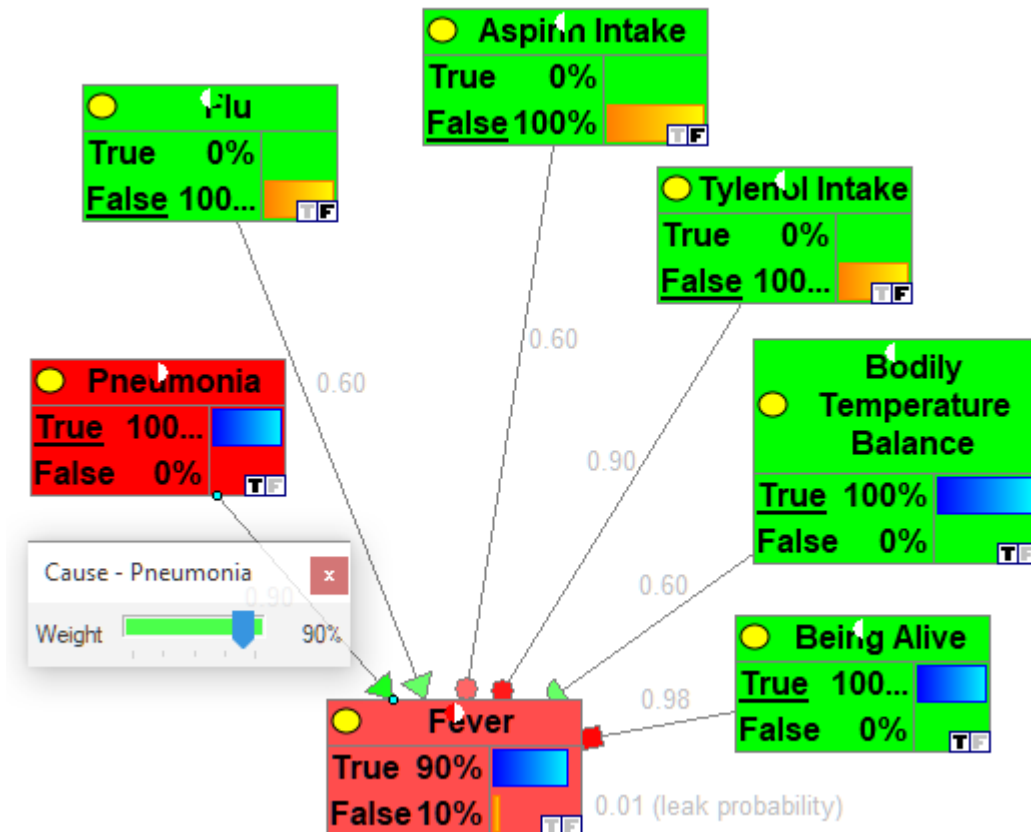 Aspirin Intake
True 0%
False 100%
T F
Flu
True 0%
False 100...
T F
Tylenol Intake
True 0%
False 100...
T F
0.60
0.60
0.90
Pneumonia
True 100...
False 0%
T F
Bodily
Temperature
Balance
True 100%
False 0%
T F
Cause - Pneumonia
x
0.90
Weight 90%
0.60
Being Alive
True 100...
False 0%
T F
0.98
Fever
True 90%
False 10%
T F
0.01 (leak probability)